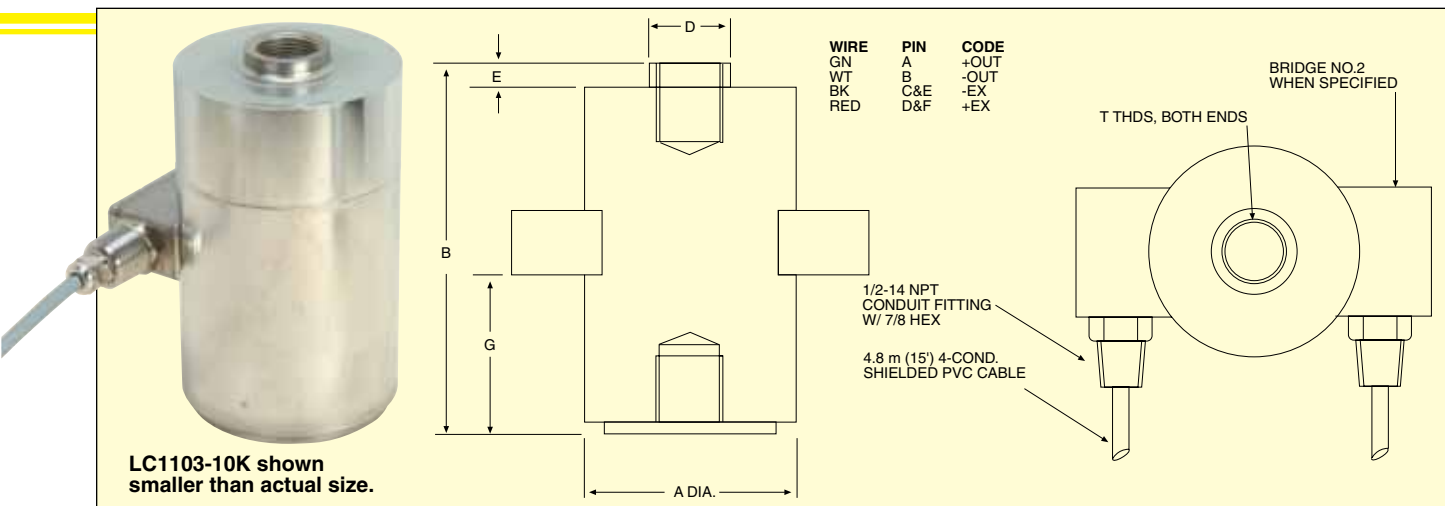 D
E
B
G
A DIA.
WIRE PIN CODE
GN A +OUT
WT B -OUT
BK C&E -EX
RED D&F +EX
BRIDGE NO.2
WHEN SPECIFIED
T THDS, BOTH ENDS
1/2-14 NPT
CONDUIT FITTING
W/ 7/8 HEX
4.8 m (15') 4-COND.
SHIELDED PVC CABLE
LC1103-10K shown
smaller than actual size.